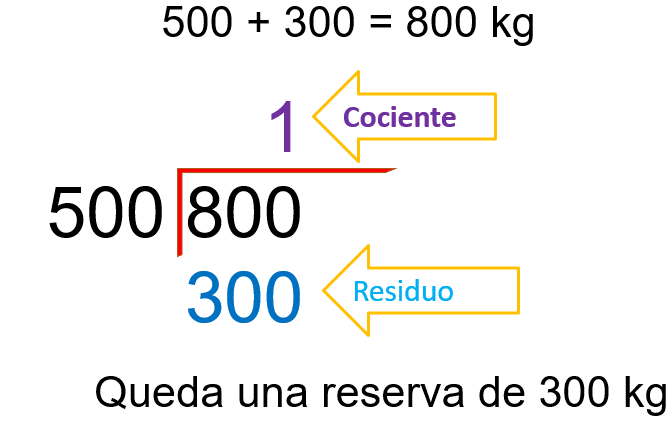 500 + 300 = 800 kg
1 Cociente
500 800
300 Residuo
Queda una reserva de 300 kg